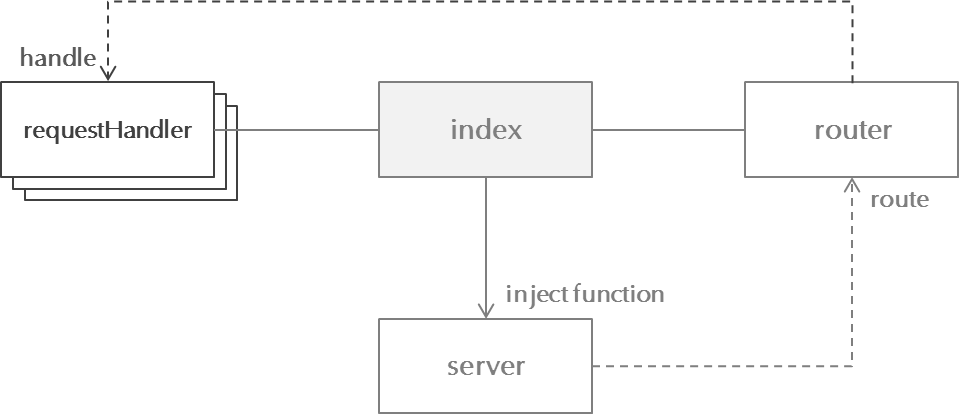 handle
requestHandler
index
router
route
inject function
server